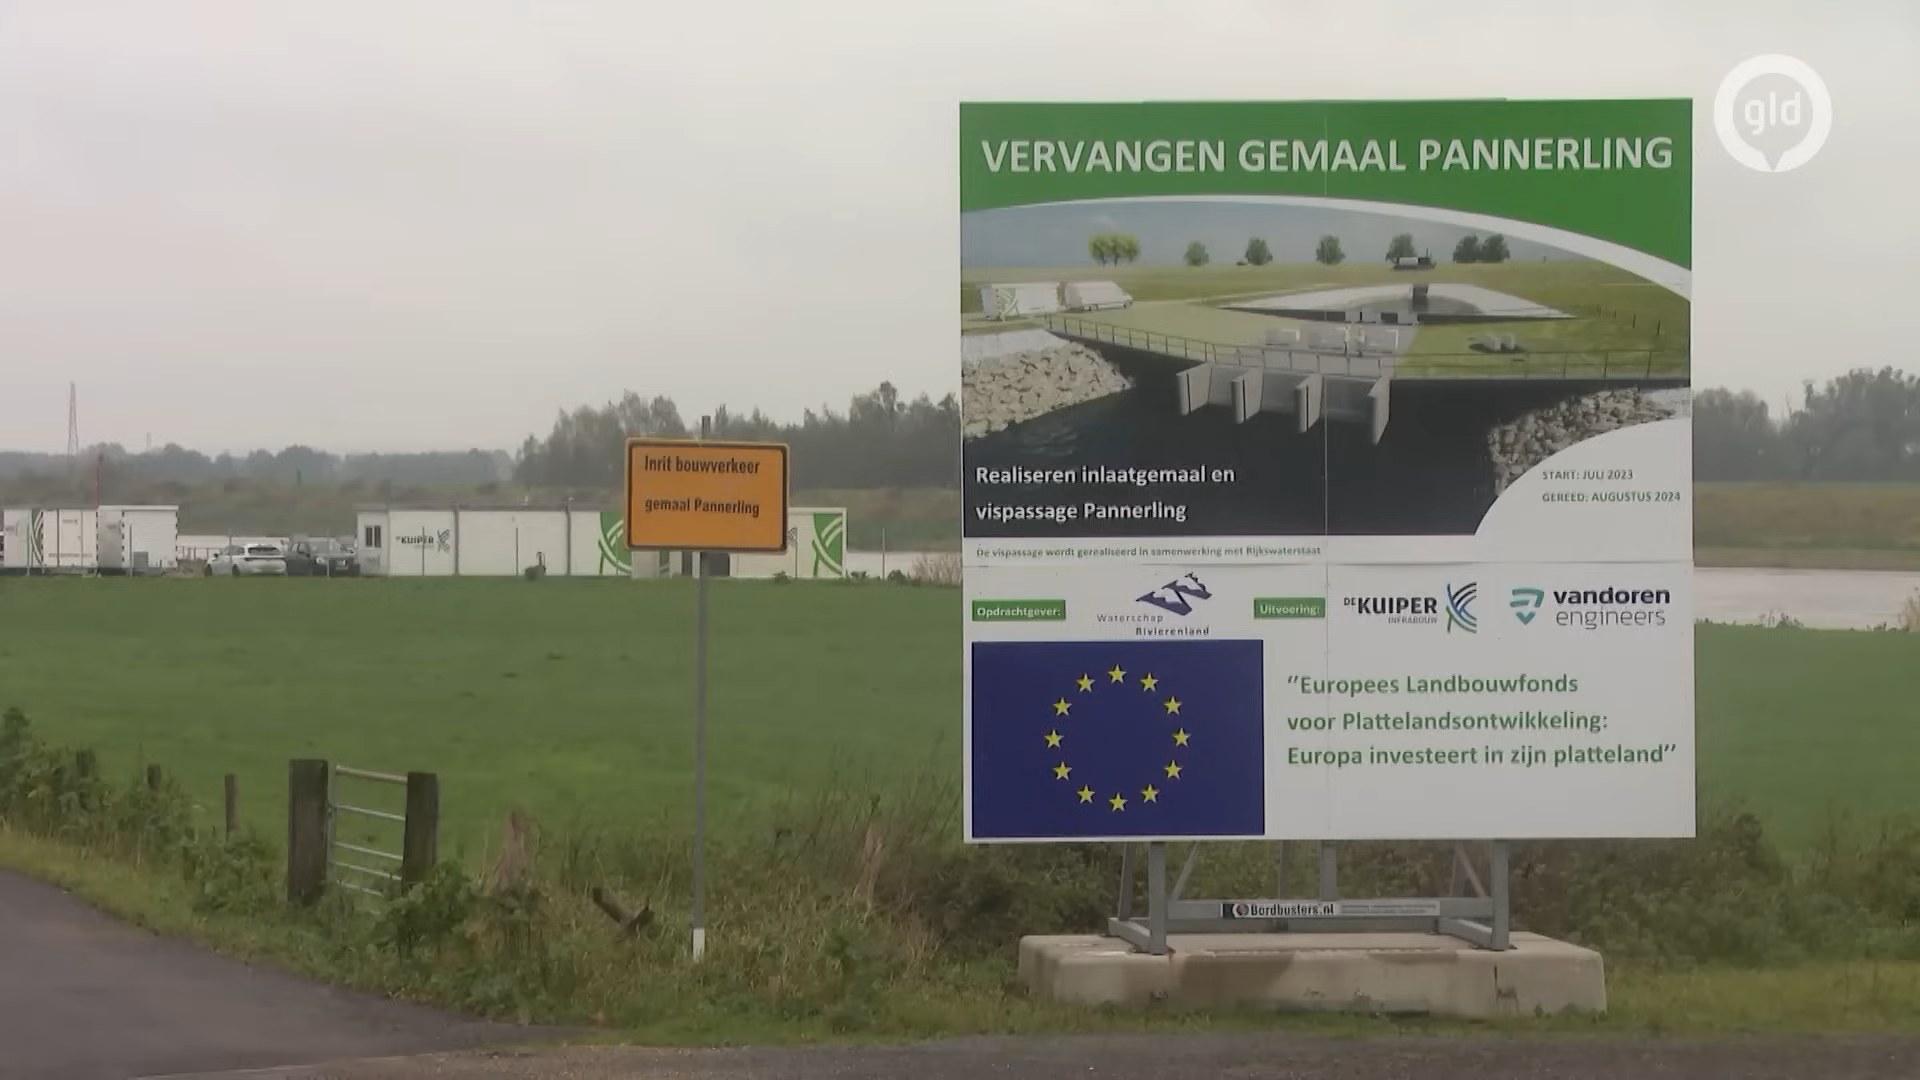 gld
VERVANGEN GEMAAL PANNERLING
Inrit bouwverkeer
gemaal Pannerling
Realiseren inlaatgemaal en
vispassage Pannerling
START: JULI 2023
GEREED: AUGUSTUS 2024
De vispassage wordt gerealiseerd in samenwerking met Rijkswaterstaat
Opdrachtgever:
Waterschap
Rivierenland
Uitvoering:
DE KUIPER
INFRABOUW
vandoren
engineers
DE KUIPER
"Europees Landbouwfonds
voor Plattelandsontwikkeling:
Europa investeert in zijn platteland"
Bordbusters.nl